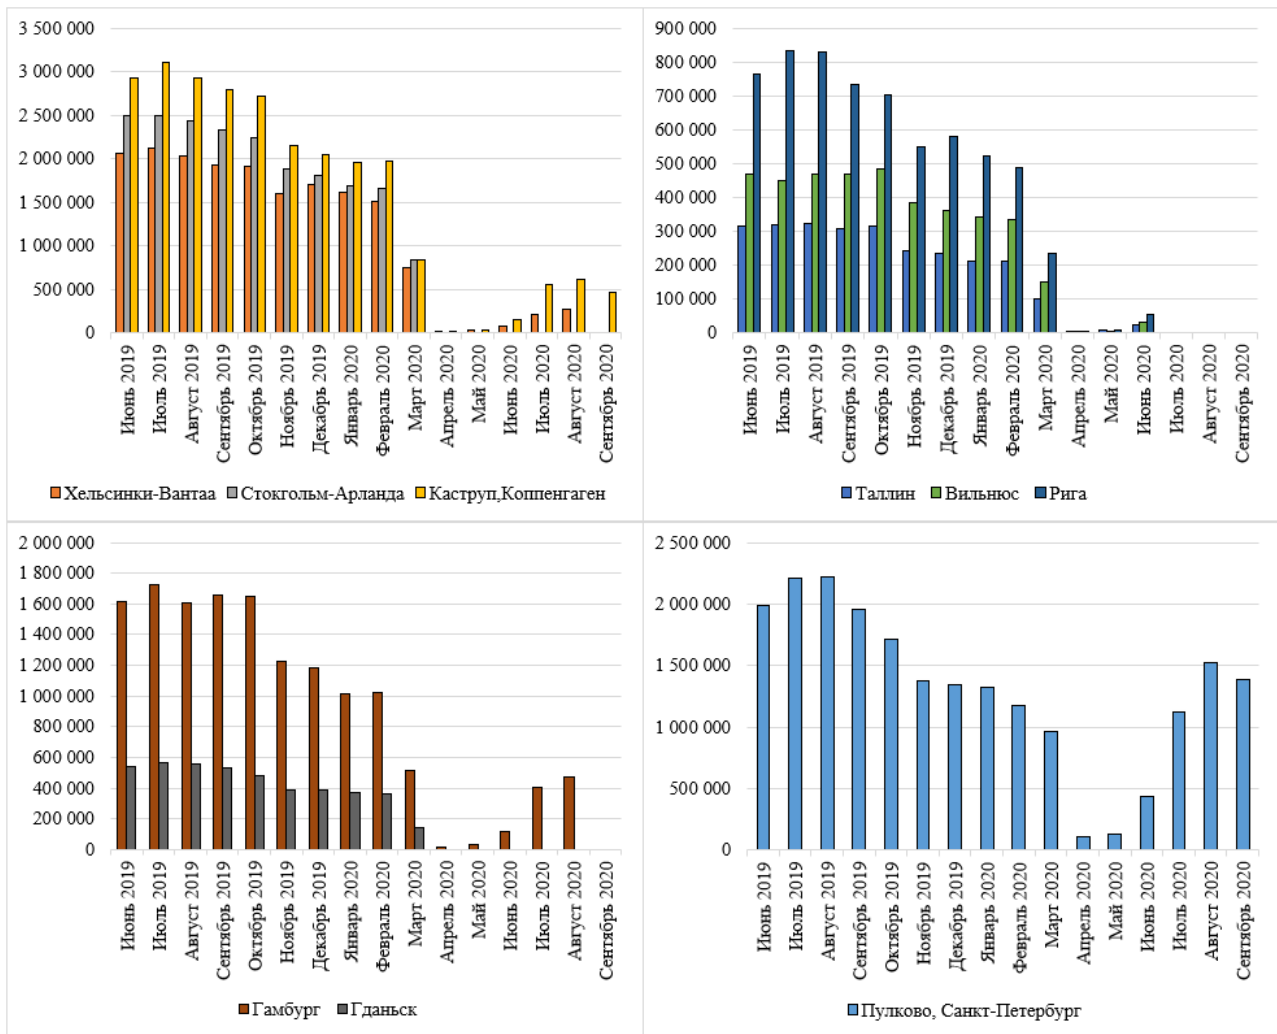 3 500 000
3 000 000
2 500 000
2 000 000
1 500 000
1 000 000
500 000
0
Июнь 2019
Июль 2019
Август 2019
Сентябрь 2019
Октябрь 2019
Ноябрь 2019
Декабрь 2019
Январь 2020
Февраль 2020
Март 2020
Апрель 2020
Май 2020
Июнь 2020
Июль 2020
Август 2020
Сентябрь 2020
Хельсинки-Вантаа Стокгольм-Арланда Каструп,Коппенгаген
900 000
800 000
700 000
600 000
500 000
400 000
300 000
200 000
100 000
0
Июнь 2019
Июль 2019
Август 2019
Сентябрь 2019
Октябрь 2019
Ноябрь 2019
Декабрь 2019
Январь 2020
Февраль 2020
Март 2020
Апрель 2020
Май 2020
Июнь 2020
Июль 2020
Август 2020
Сентябрь 2020
Таллин Вильнюс Рига
2 000 000
1 800 000
1 600 000
1 400 000
1 200 000
1 000 000
800 000
600 000
400 000
200 000
0
Июнь 2019
Июль 2019
Август 2019
Сентябрь 2019
Октябрь 2019
Ноябрь 2019
Декабрь 2019
Январь 2020
Февраль 2020
Март 2020
Апрель 2020
Май 2020
Июнь 2020
Июль 2020
Август 2020
Сентябрь 2020
Гамбург Гданьск
2 500 000
2 000 000
1 500 000
1 000 000
500 000
0
Июнь 2019
Июль 2019
Август 2019
Сентябрь 2019
Октябрь 2019
Ноябрь 2019
Декабрь 2019
Январь 2020
Февраль 2020
Март 2020
Апрель 2020
Май 2020
Июнь 2020
Июль 2020
Август 2020
Сентябрь 2020
Пулково, Санкт-Петербург